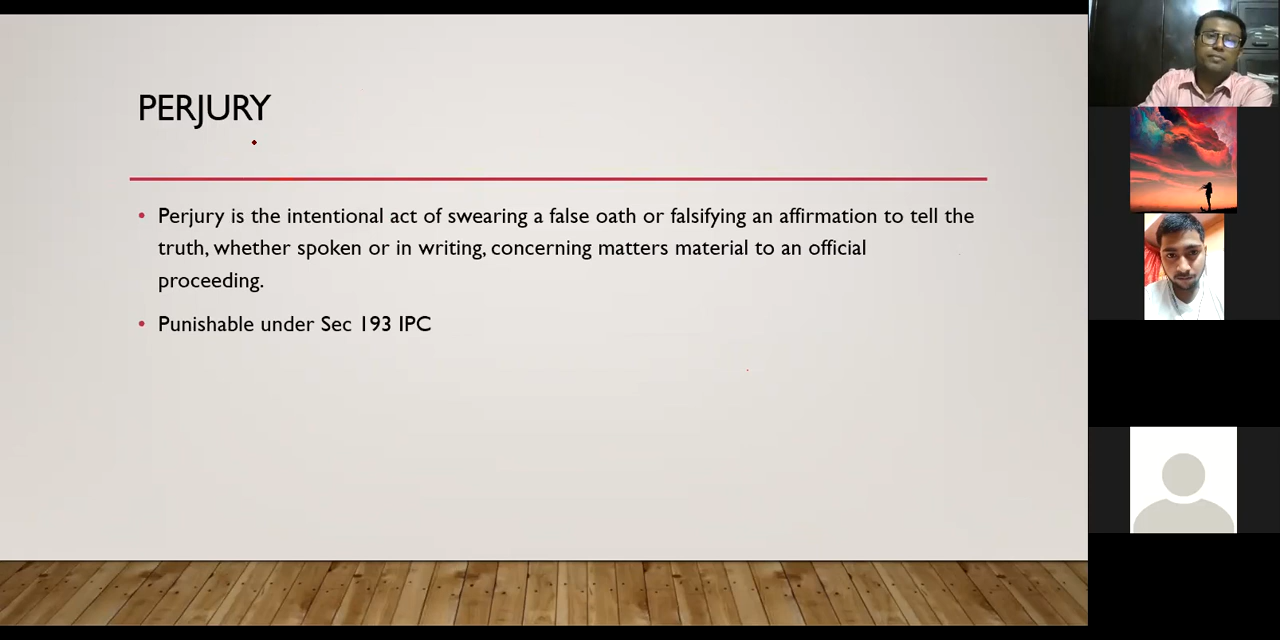 PERJURY
• Perjury is the intentional act of swearing a false oath or falsifying an affirmation to tell the
truth, whether spoken or in writing, concerning matters material to an official
proceeding.
• Punishable under Sec 193 IPC